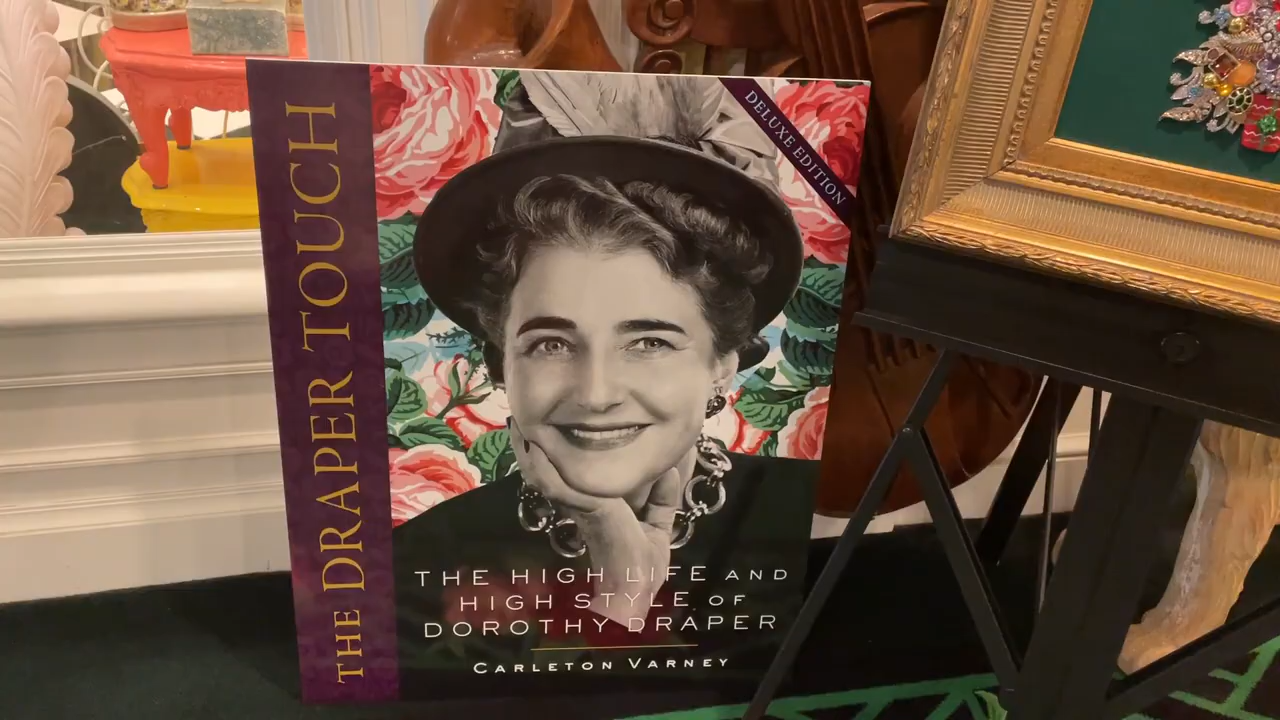 THE DRAPER TOUCH
DELUXE EDITION
THE HIGH LIFE AND
HIGH STYLE OF
DOROTHY DRAPER
CARLETON VARNEY